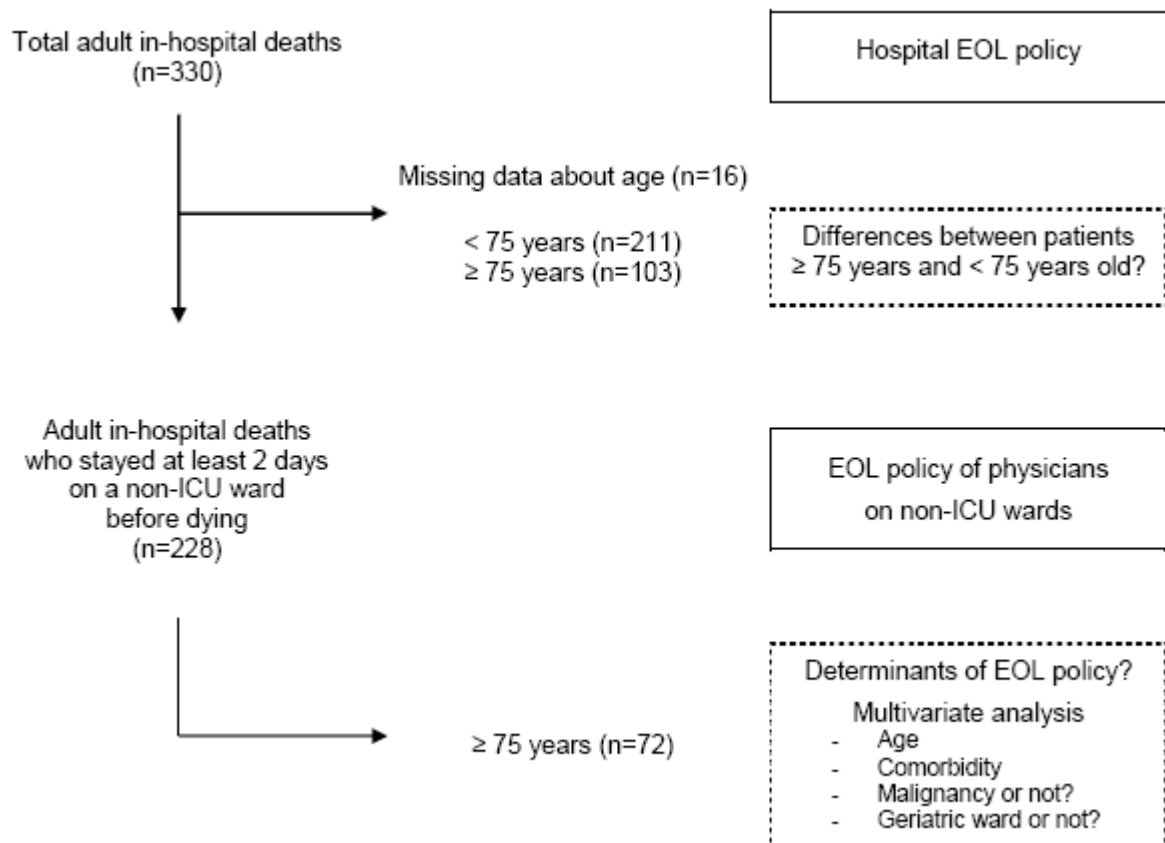 Total adult in-hospital deaths
(n=330)
Hospital EOL policy
Missing data about age (n=16)
< 75 years (n=211)
≥ 75 years (n=103)
Differences between patients
≥ 75 years and < 75 years old?
Adult in-hospital deaths
who stayed at least 2 days
on a non-ICU ward
before dying
(n=228)
EOL policy of physicians
on non-ICU wards
≥ 75 years (n=72)
Determinants of EOL policy?
Multivariate analysis
- Age
- Comorbidity
- Malignancy or not?
- Geriatric ward or not?